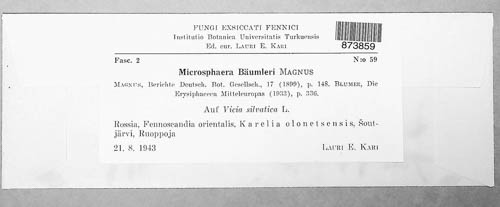 FUNGI EXSICCATI FENNICI
Instituto Botanica Universitatis Turkuensis
Ed. cur. LAURI E. KARI
873859
Fasc. 2 N:o 59
Microsphaera Bäumleri MAGNUS
MAGNUS, Berichte Deutsch. Bot. Gesellsch., 17 (1899), p. 148, BLUMER, Die
Erysiphaceen Mitteleuropas (1933), p. 336.
Auf Vicia silvatica L.
Rossia, Fennoscandia orientalis, Karelia olonetsensis, Šout-
järvi, Ruoppoja
21. 8. 1943 LAURI E. KARI